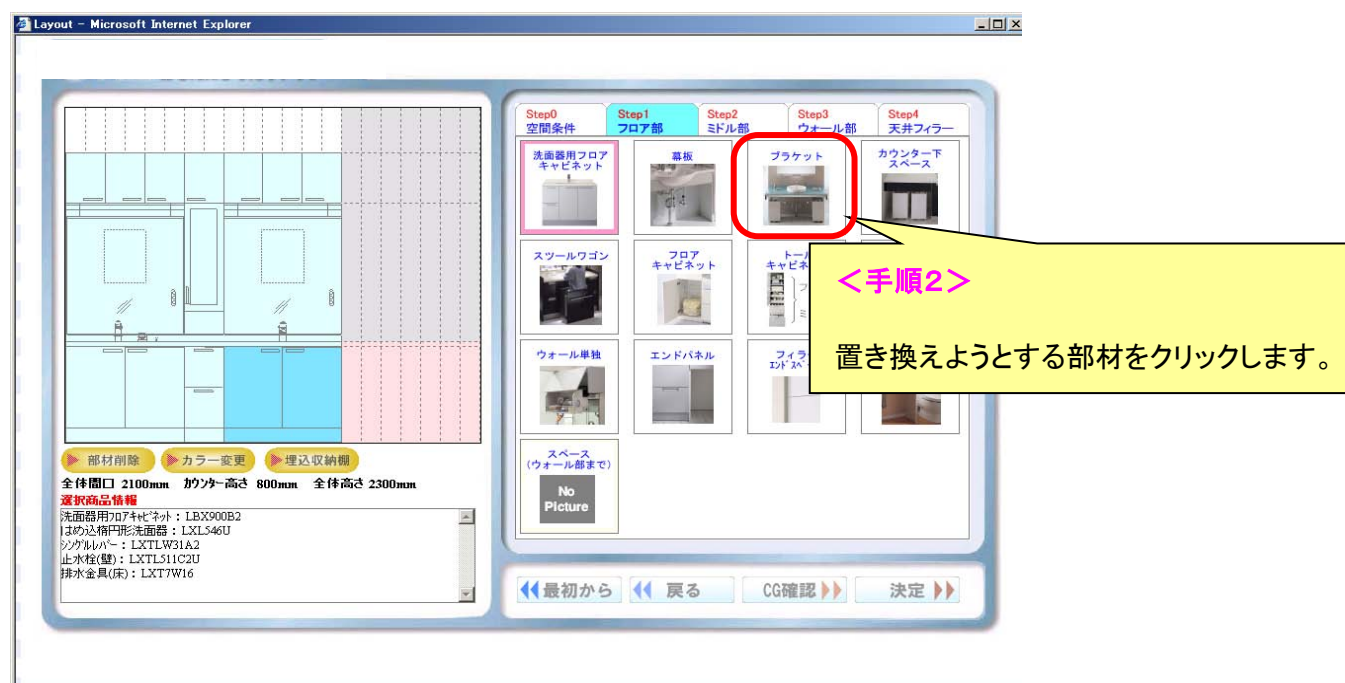 Layout - Microsoft Internet Explorer
Step0
空間条件
Step1
フロア部
Step2
ミドル部
Step3
ウォール部
Step4
天井フィラー
洗面器用フロア
キャビネット
幕板
ブラケット
カウンター下
スペース
スツールワゴン
フロア
キャビネット
トール
<手順2>
置き換えようとする部材をクリックします。
ウォール単独
エンドパネル
スペース
(ウォール部まで)
No
Picture
部材削除
カラー変更
埋込収納棚
全体間口 2100mm カウンター高さ 800mm 全体高さ 2300mm
選択商品情報
洗面器用フロアキャビネット:LBX900B2
はめ込楕円形洗面器:LXL546U
シングルレバー:LXTLW31A2
止水栓(壁):LXTL511C2U
排水金具(床):LXT7W16
最初から
戻る
CG確認
決定